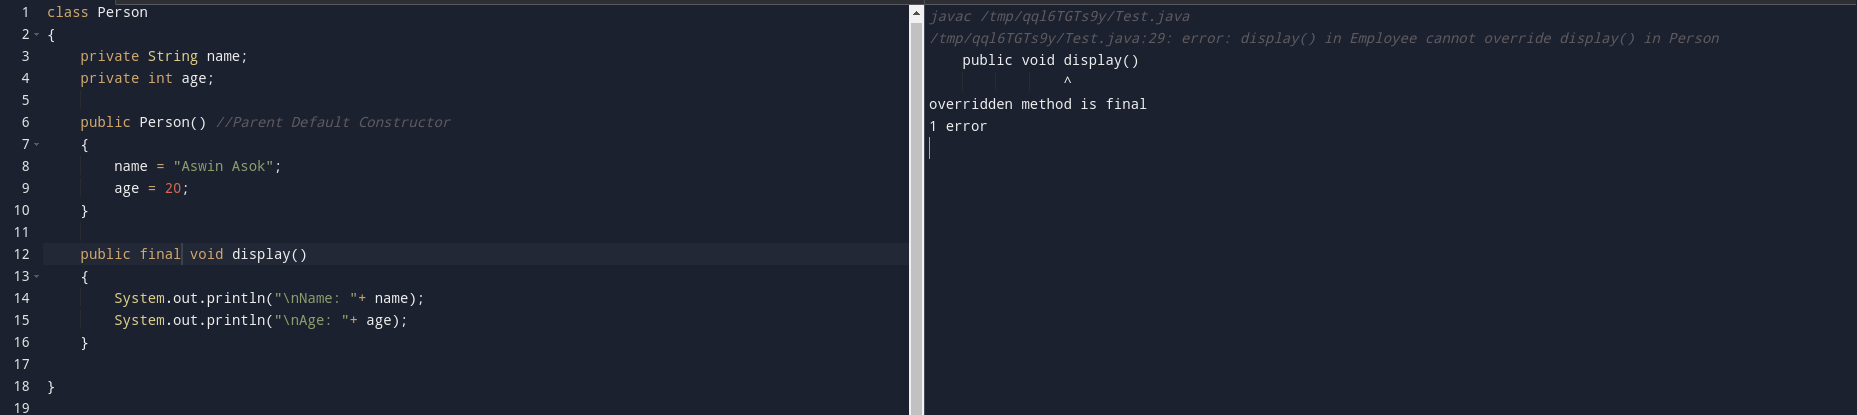 1 class Person
2 {
3 private String name;
4 private int age;
5
6 public Person() //Parent Default Constructor
7 {
8 name = "Aswin Asok";
9 age = 20;
10 }
11
12 public final void display()
13 {
14 System.out.println("\nName: "+ name);
15 System.out.println("\nAge: "+ age);
16 }
17
18 }
19
javac /tmp/qql6TGTs9y/Test.java
/tmp/qql6TGTs9y/Test.java:29: error: display() in Employee cannot override display() in Person
public void display()
^
overridden method is final
1 error